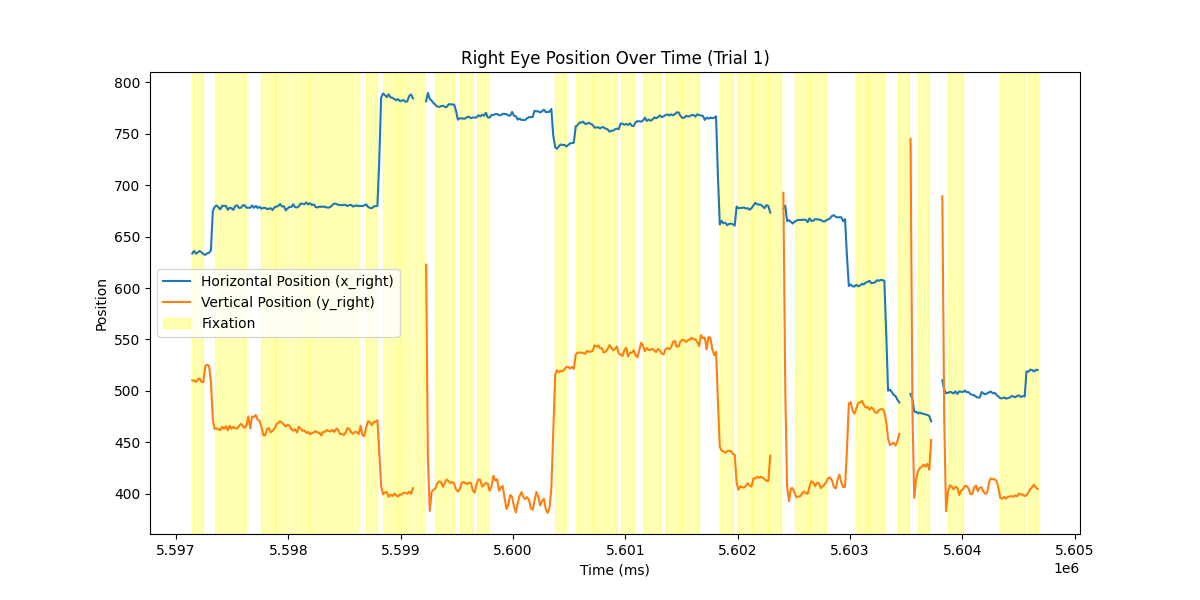 Right Eye Position Over Time (Trial 1)
800
750
700
650
600
550
500
450
400
Position
Horizontal Position (x_right)
Vertical Position (y_right)
Fixation
5.597 5.598 5.599 5.600 5.601 5.602 5.603 5.604 5.605
1e6
Time (ms)